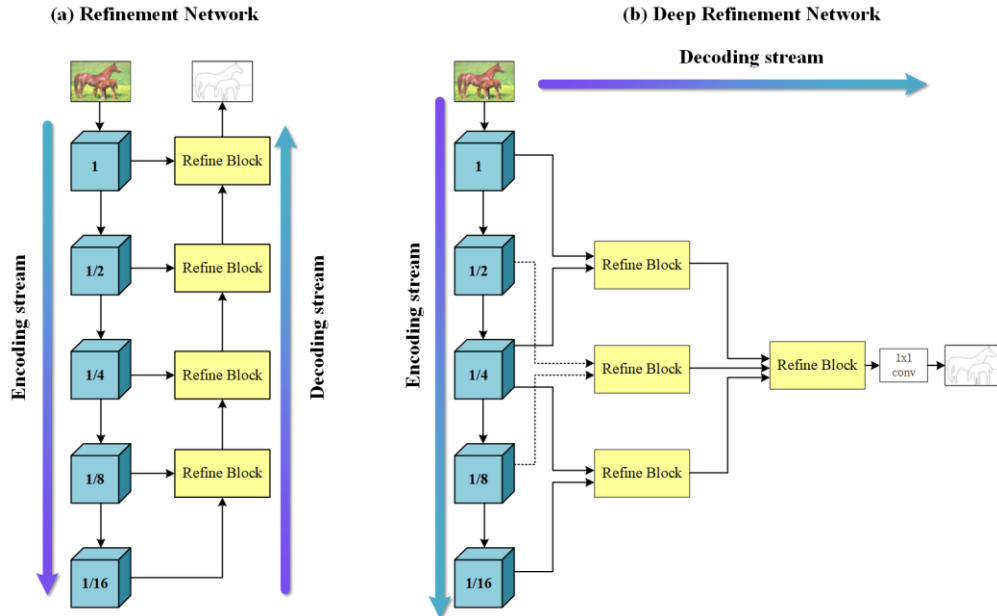 (a) Refinement Network
1
Refine Block
1/2
Refine Block
1/4
Refine Block
1/8
Refine Block
1/16
Encoding stream
Decoding stream
(b) Deep Refinement Network
Decoding stream
Encoding stream
1
1/2
1/4
1/8
1/16
Refine Block
Refine Block
Refine Block
Refine Block
1x1
conv